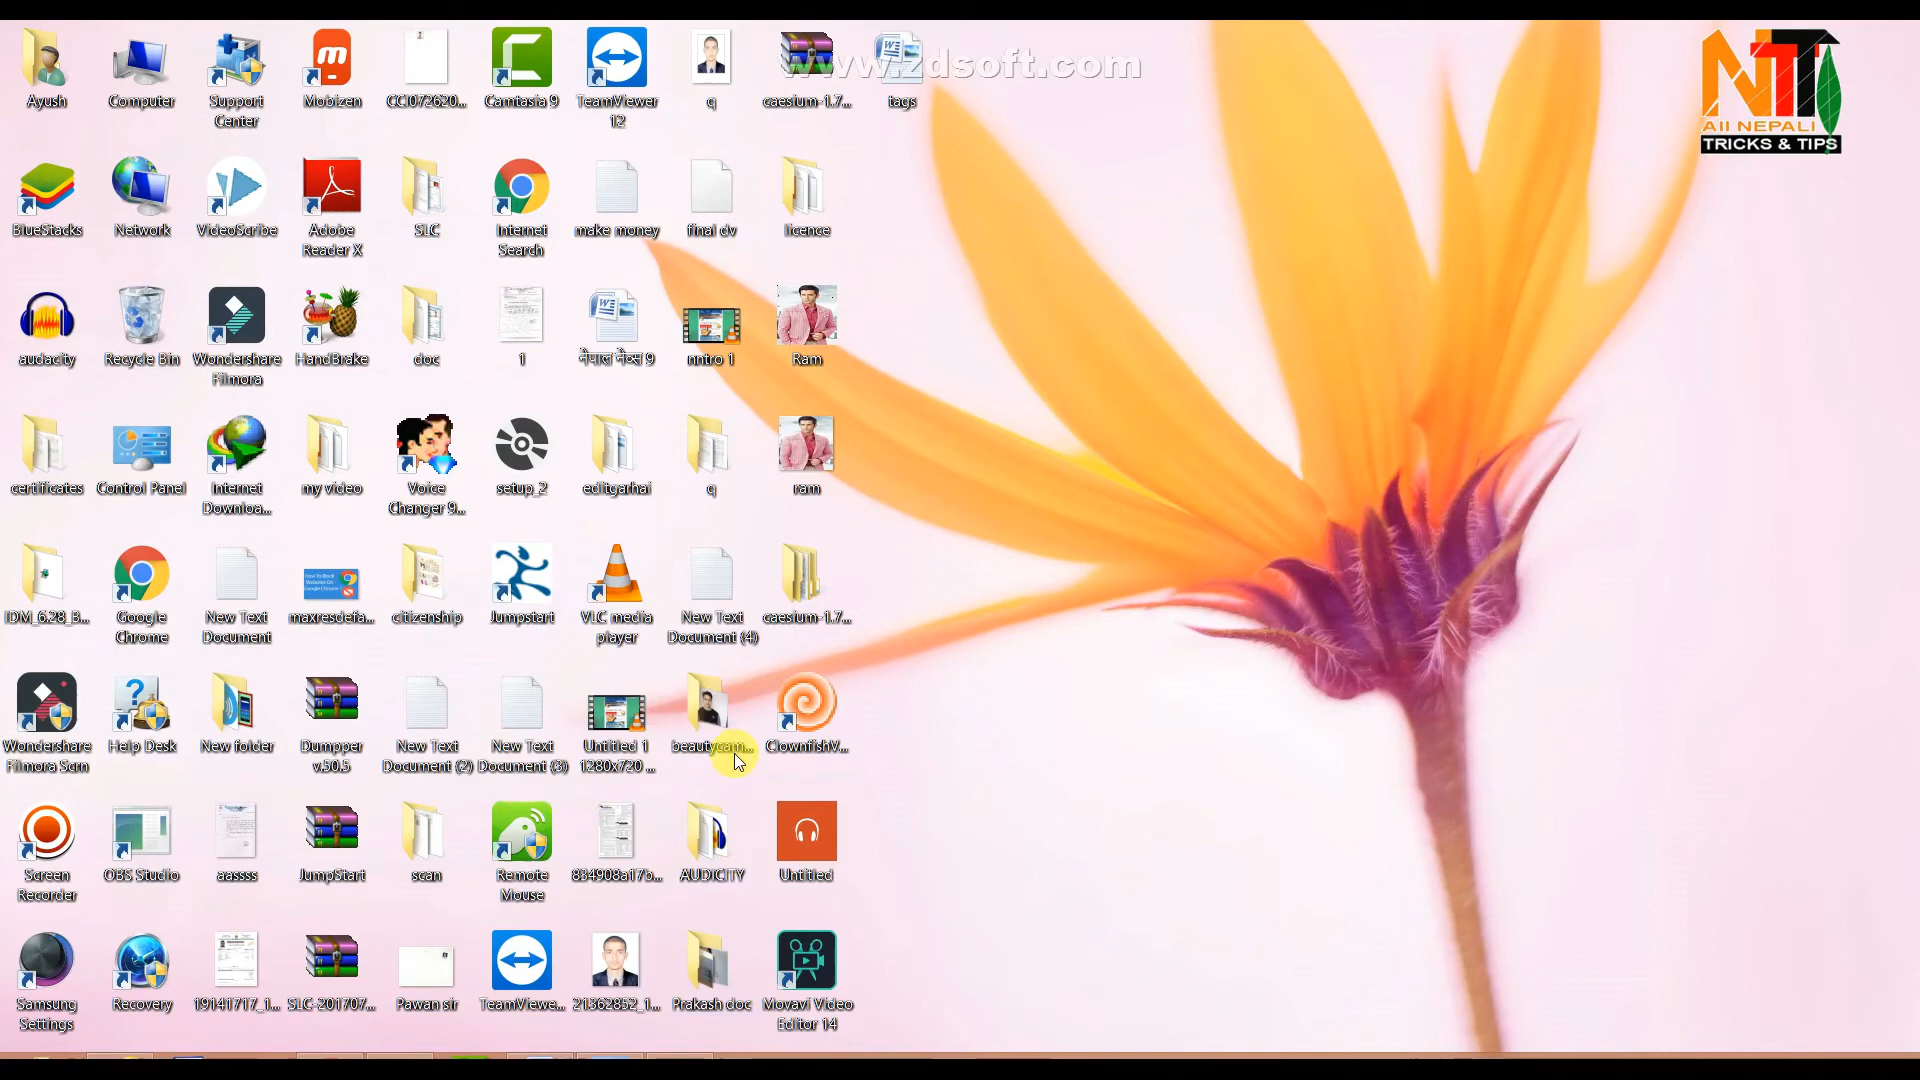 www.zdsoft.com
NTT
All NEPALI
TRICKS & TIPS
Ayush
Computer
Support
Center
Mobizen
CCI072620...
Camtasia 9
TeamViewer
12
q
caesium-1.7...
tags
BlueStacks
Network
VideoScribe
Adobe
Reader X
SLC
Internet
Search
make money
final dv
licence
audacity
Recycle Bin
Wondershare
Filmora
HandBrake
doc
1
नेपाल नेक्स 9
nntro 1
Ram
certificates
Control Panel
Internet
Downloa...
my video
Voice
Changer 9...
setup_2
editgarhai
q
ram
IDM_6.28_B...
Google
Chrome
New Text
Document
maxresdefa...
citizenship
Jumpstart
VLC media
player
New Text
Document (4)
caesium-1.7...
Wondershare
Filmora Scrn
Help Desk
New folder
Dumpper
v.50.5
New Text
Document (2)
New Text
Document (3)
Untitled 1
1280x720 ...
beautycam...
ClownfishV...
Screen
Recorder
OBS Studio
aassss
JumpStart
scan
Remote
Mouse
834908a17b...
AUDICITY
Untitled
Samsung
Settings
Recovery
19141717_1...
SLC-201707...
Pawan sir
TeamViewe...
21362852_1...
Prakash doc
Movavi Video
Editor 14